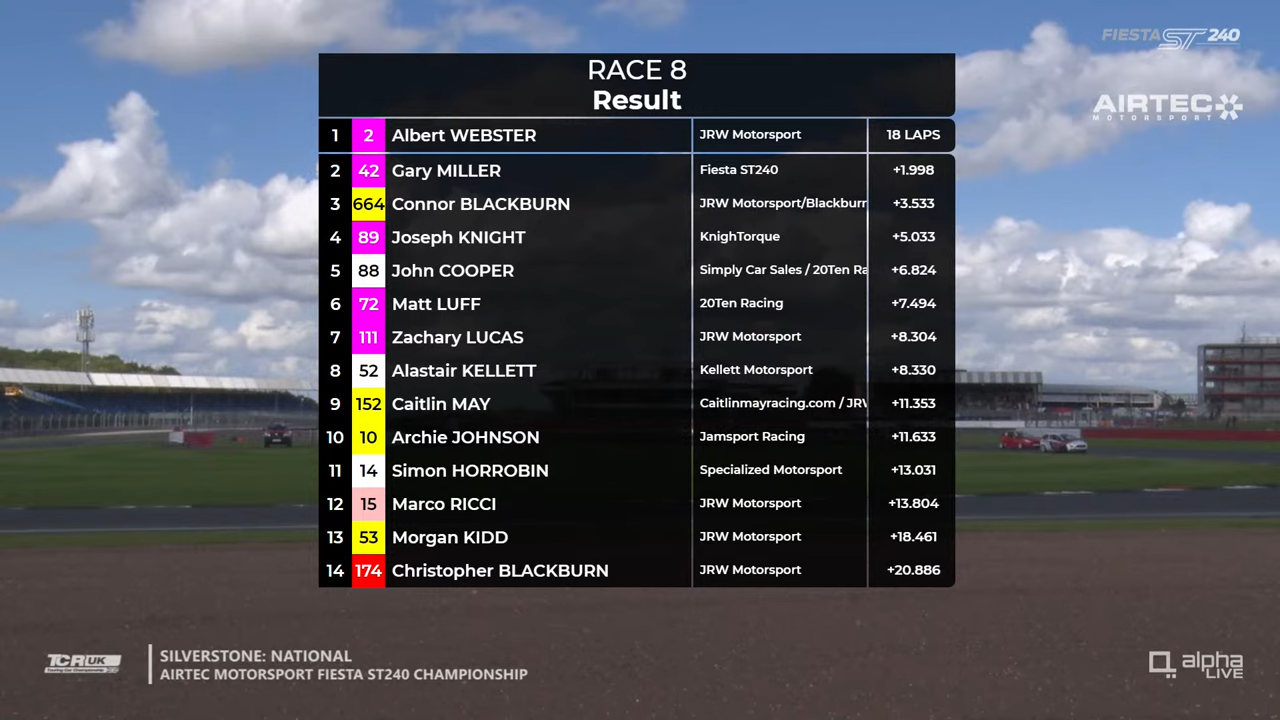 FIESTA ST 240
AIRTEC
MOTORSPORT
RACE 8
Result
1 2 Albert WEBSTER JRW Motorsport 18 LAPS
2 42 Gary MILLER Fiesta ST240 +1.998
3 664 Connor BLACKBURN JRW Motorsport/Blackburn +3.533
4 89 Joseph KNIGHT KnighTorque +5.033
5 88 John COOPER Simply Car Sales / 20Ten Ra +6.824
6 72 Matt LUFF 20Ten Racing +7.494
7 111 Zachary LUCAS JRW Motorsport +8.304
8 52 Alastair KELLETT Kellett Motorsport +8.330
9 152 Caitlin MAY Caitlinmayracing.com / JRW +11.353
10 10 Archie JOHNSON Jamsport Racing +11.633
11 14 Simon HORROBIN Specialized Motorsport +13.031
12 15 Marco RICCI JRW Motorsport +13.804
13 53 Morgan KIDD JRW Motorsport +18.461
14 174 Christopher BLACKBURN JRW Motorsport +20.886
TCR UK
SILVERSTONE: NATIONAL
AIRTEC MOTORSPORT FIESTA ST240 CHAMPIONSHIP
alpha
LIVE